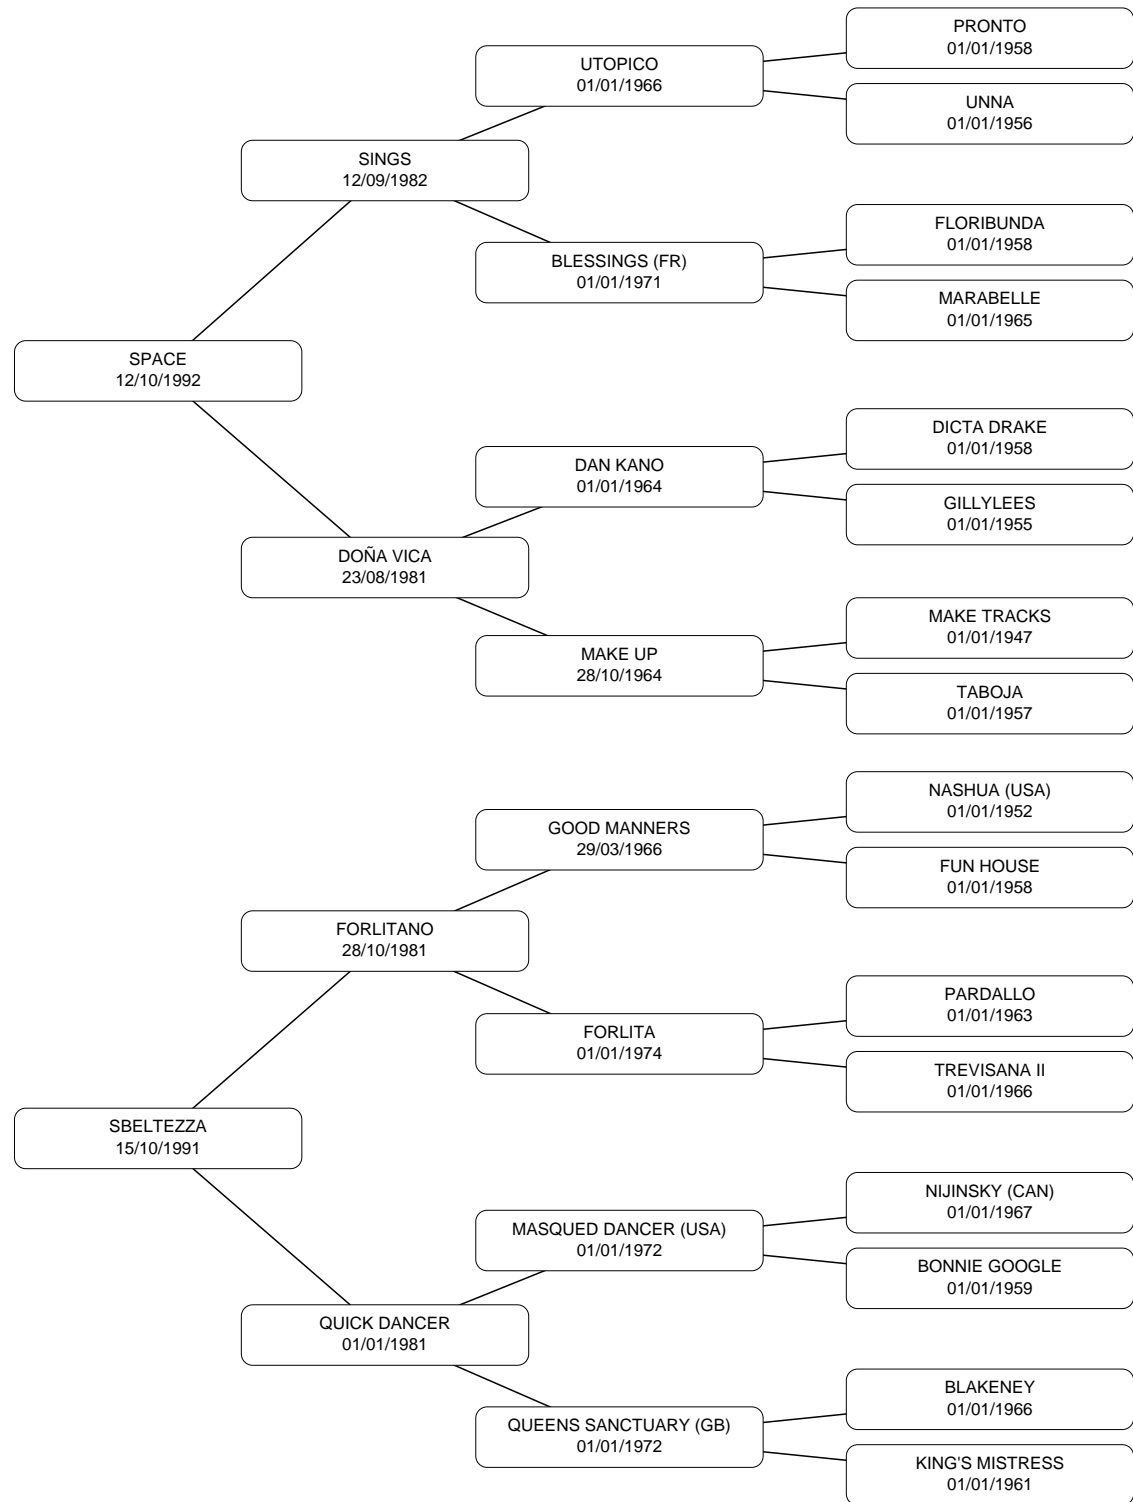 PRONTO
01/01/1958
UTOPICO
01/01/1966
UNNA
01/01/1956
SINGS
12/09/1982
FLORIBUNDA
01/01/1958
BLESSINGS (FR)
01/01/1971
MARABELLE
01/01/1965
SPACE
12/10/1992
DICTA DRAKE
01/01/1958
DAN KANO
01/01/1964
GILLYLEES
01/01/1955
DOÑA VICA
23/08/1981
MAKE TRACKS
01/01/1947
MAKE UP
28/10/1964
TABOJA
01/01/1957
NASHUA (USA)
01/01/1952
GOOD MANNERS
29/03/1966
FUN HOUSE
01/01/1958
FORLITANO
28/10/1981
PARDALLO
01/01/1963
FORLITA
01/01/1974
TREVISANA II
01/01/1966
SBELTEZZA
15/10/1991
NIJINSKY (CAN)
01/01/1967
MASQUED DANCER (USA)
01/01/1972
BONNIE GOOGLE
01/01/1959
QUICK DANCER
01/01/1981
BLAKENEY
01/01/1966
QUEENS SANCTUARY (GB)
01/01/1972
KING'S MISTRESS
01/01/1961